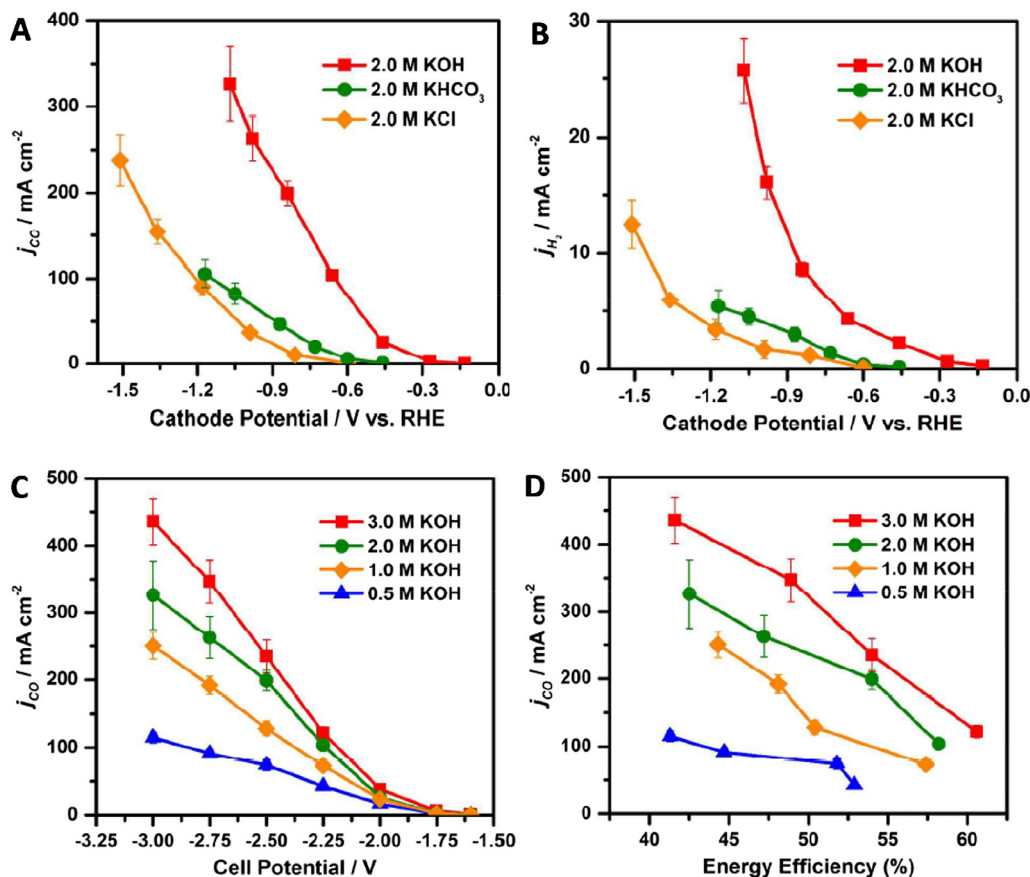 A
400
300
200
100
0
j_CC / mA cm⁻²
2.0 M KOH
2.0 M KHCO₃
2.0 M KCl
-1.5 -1.2 -0.9 -0.6 -0.3 0.0
Cathode Potential / V vs. RHE
B
30
20
10
0
j_H₂ / mA cm⁻²
2.0 M KOH
2.0 M KHCO₃
2.0 M KCl
-1.5 -1.2 -0.9 -0.6 -0.3 0.0
Cathode Potential / V vs. RHE
C
500
400
300
200
100
0
j_CO / mA cm⁻²
3.0 M KOH
2.0 M KOH
1.0 M KOH
0.5 M KOH
-3.25 -3.00 -2.75 -2.50 -2.25 -2.00 -1.75 -1.50
Cell Potential / V
D
500
400
300
200
100
0
j_CO / mA cm⁻²
3.0 M KOH
2.0 M KOH
1.0 M KOH
0.5 M KOH
40 45 50 55 60
Energy Efficiency (%)